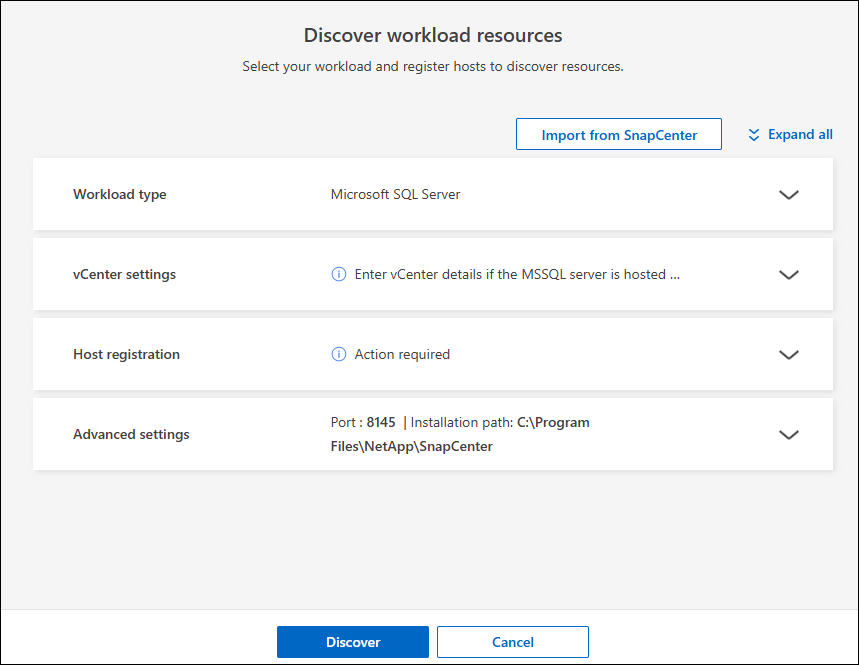 Discover workload resources
Select your workload and register hosts to discover resources.
Import from SnapCenter
Expand all
Workload type
Microsoft SQL Server
vCenter settings
Enter vCenter details if the MSSQL server is hosted ...
Host registration
Action required
Advanced settings
Port : 8145 | Installation path: C:\Program
Files\NetApp\SnapCenter
Discover
Cancel